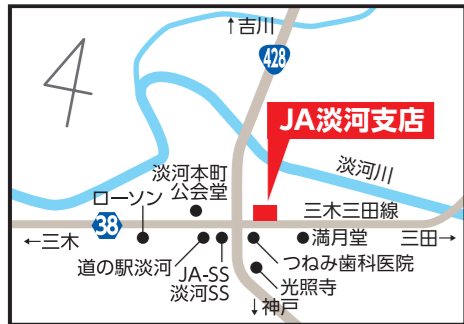 ↑吉川
428
JA淡河支店
淡河川
淡河本町
公会堂
ローソン
三木三田線
38
←三木
満月堂
三田→
道の駅淡河
JA-SS
淡河SS
つねみ歯科医院
光照寺
↓神戸